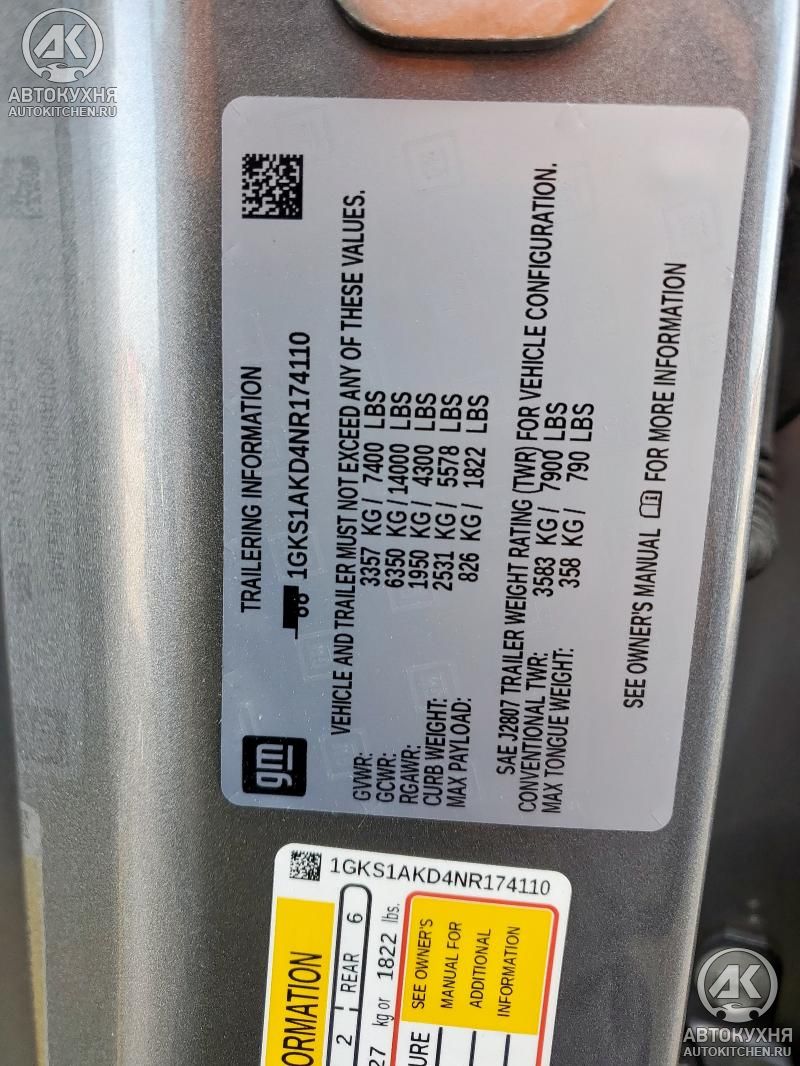 AK
АВТОКУХНЯ
AUTOKITCHEN.RU
gm
TRAILERING INFORMATION
1GKS1AKD4NR174110
VEHICLE AND TRAILER MUST NOT EXCEED ANY OF THESE VALUES.
GVWR: 3357 KG / 7400 LBS
GCWR: 6350 KG / 14000 LBS
RGAWR: 1950 KG / 4300 LBS
CURB WEIGHT: 2531 KG / 5578 LBS
MAX PAYLOAD: 826 KG / 1822 LBS
SAE J2807 TRAILER WEIGHT RATING (TWR) FOR VEHICLE CONFIGURATION.
CONVENTIONAL TWR: 3583 KG / 7900 LBS
MAX TONGUE WEIGHT: 358 KG / 790 LBS
SEE OWNER'S MANUAL FOR MORE INFORMATION
1GKS1AKD4NR174110
ORMATION
2 REAR 6
27 kg or 1822 lbs.
URE
SEE OWNER'S
MANUAL FOR
ADDITIONAL
INFORMATION
AK
АВТОКУХНЯ
AUTOKITCHEN.RU